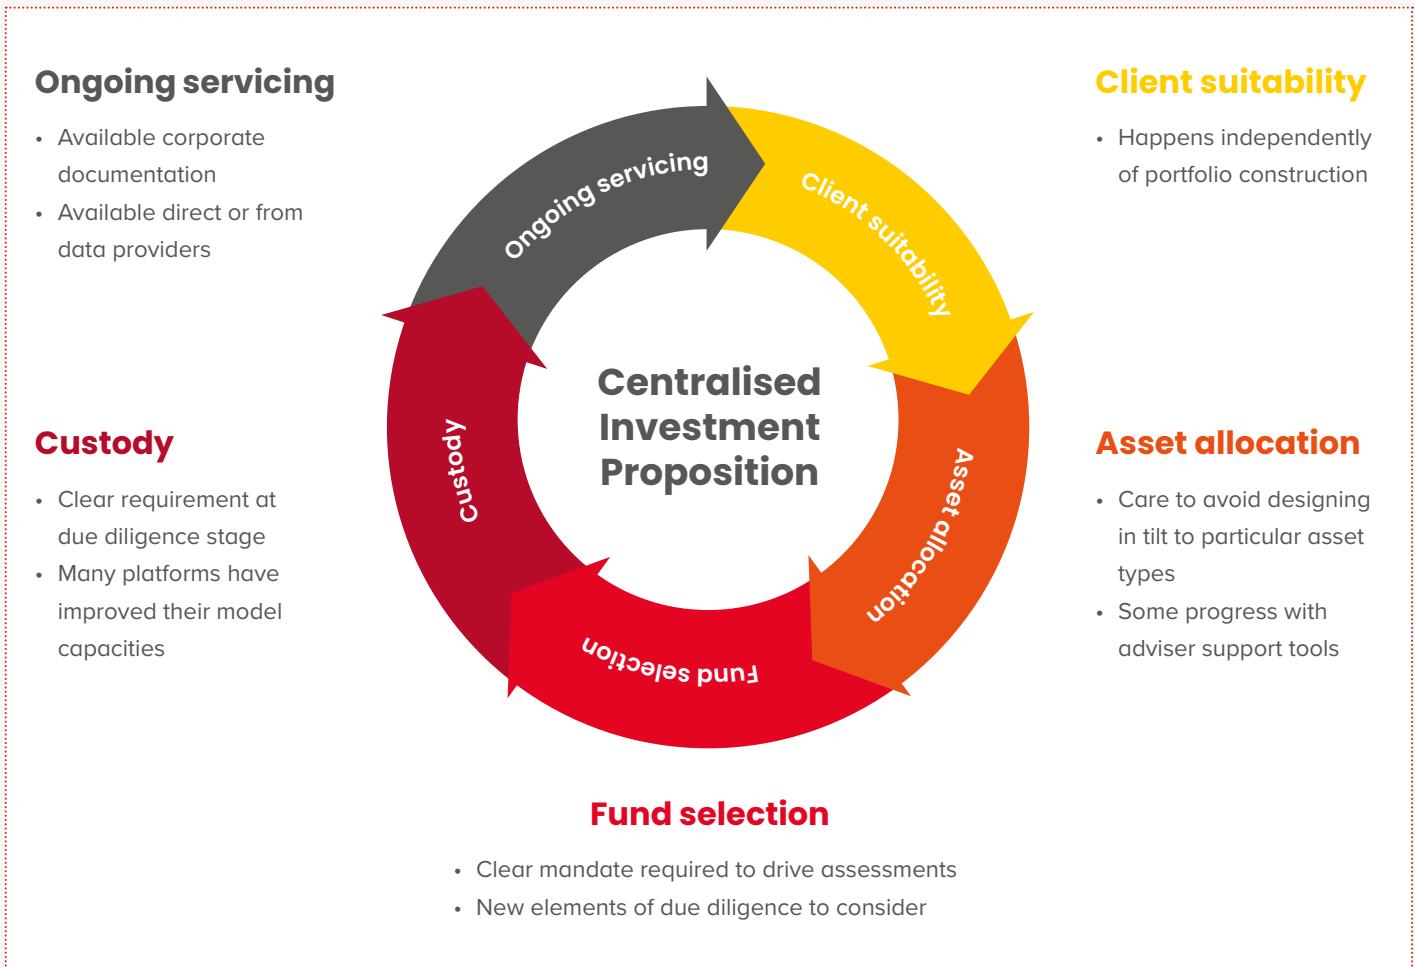 Ongoing servicing
• Available corporate
documentation
• Available direct or from
data providers
Client suitability
• Happens independently
of portfolio construction
Ongoing servicing
Client suitability
Asset allocation
Fund selection
Custody
Centralised
Investment
Proposition
Custody
• Clear requirement at
due diligence stage
• Many platforms have
improved their model
capacities
Asset allocation
• Care to avoid designing
in tilt to particular asset
types
• Some progress with
adviser support tools
Fund selection
• Clear mandate required to drive assessments
• New elements of due diligence to consider